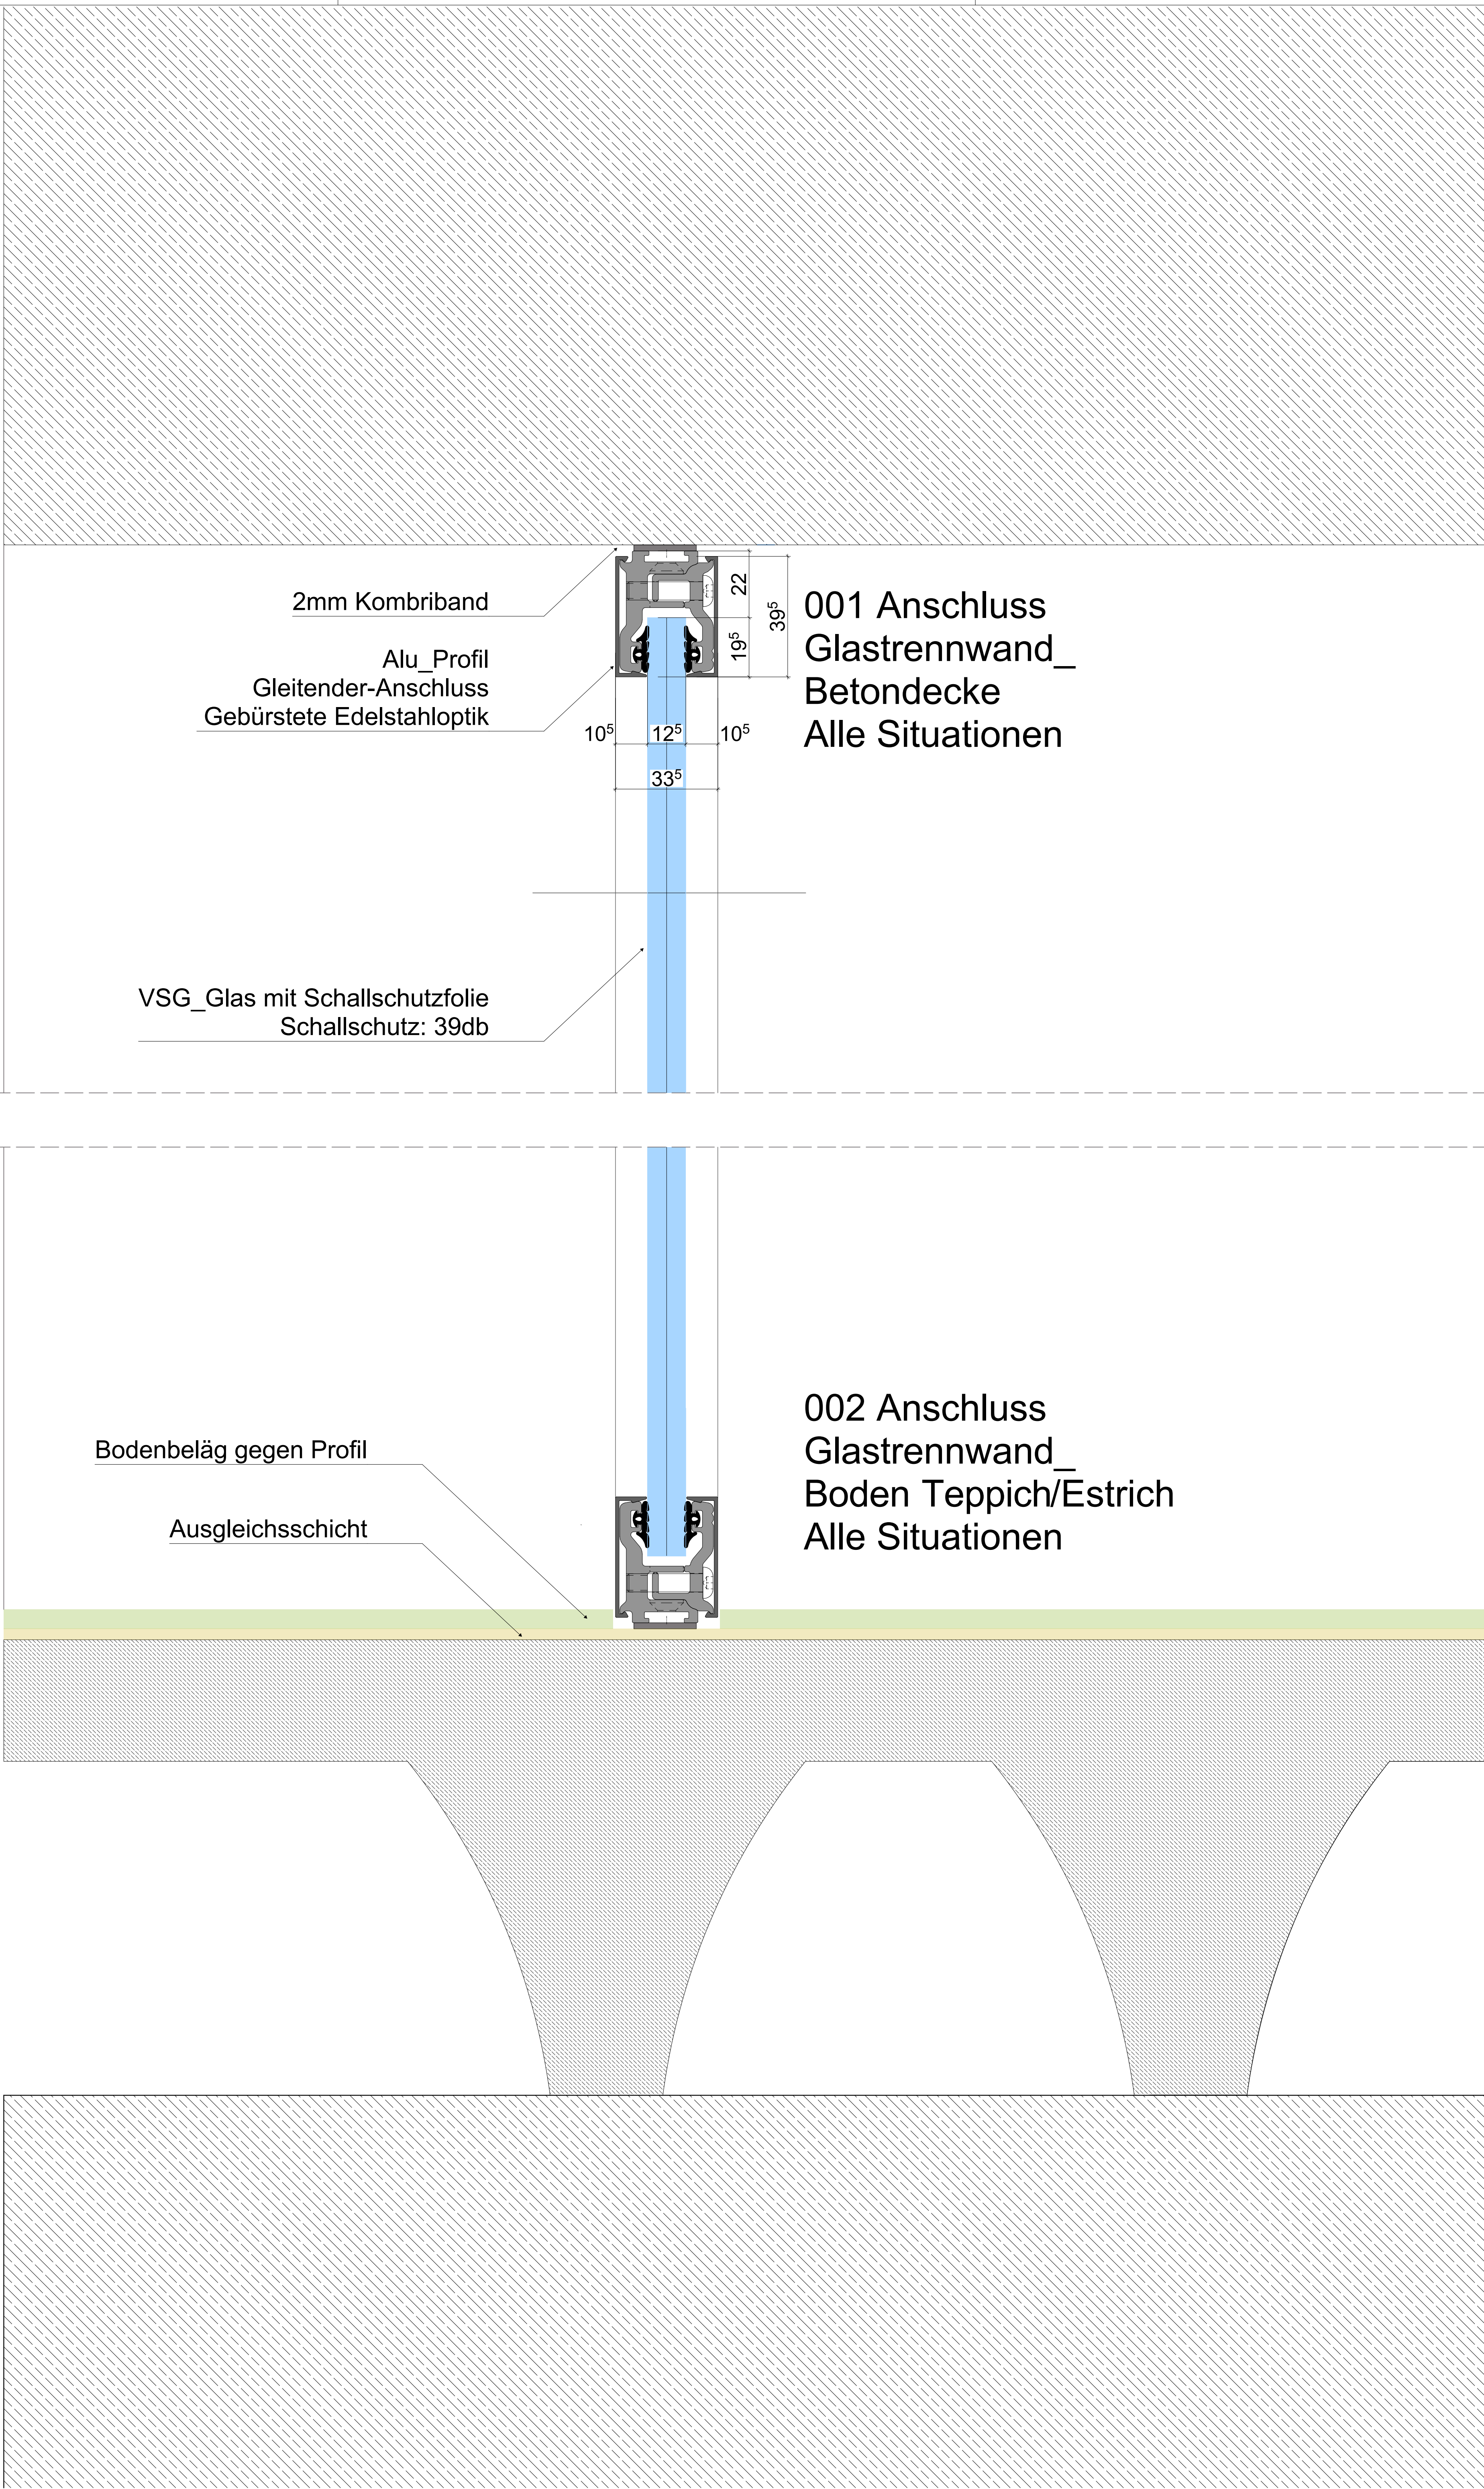 2mm Kombriband
Alu_Profil
Gleitender-Anschluss
Gebürstete Edelstahloptik
22
19⁵
39⁵
001 Anschluss
Glastrennwand_
Betondecke
Alle Situationen
10⁵ 12⁵ 10⁵
33⁵
VSG_Glas mit Schallschutzfolie
Schallschutz: 39db
002 Anschluss
Glastrennwand_
Boden Teppich/Estrich
Alle Situationen
Bodenbeläg gegen Profil
Ausgleichsschicht